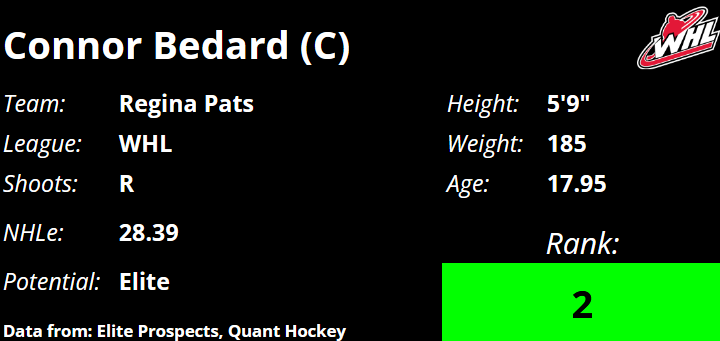 Connor Bedard (C)
WHL
Team: Regina Pats
Height: 5'9"
League: WHL
Weight: 185
Shoots: R
Age: 17.95
NHLe: 28.39
Rank:
Potential: Elite
2
Data from: Elite Prospects, Quant Hockey